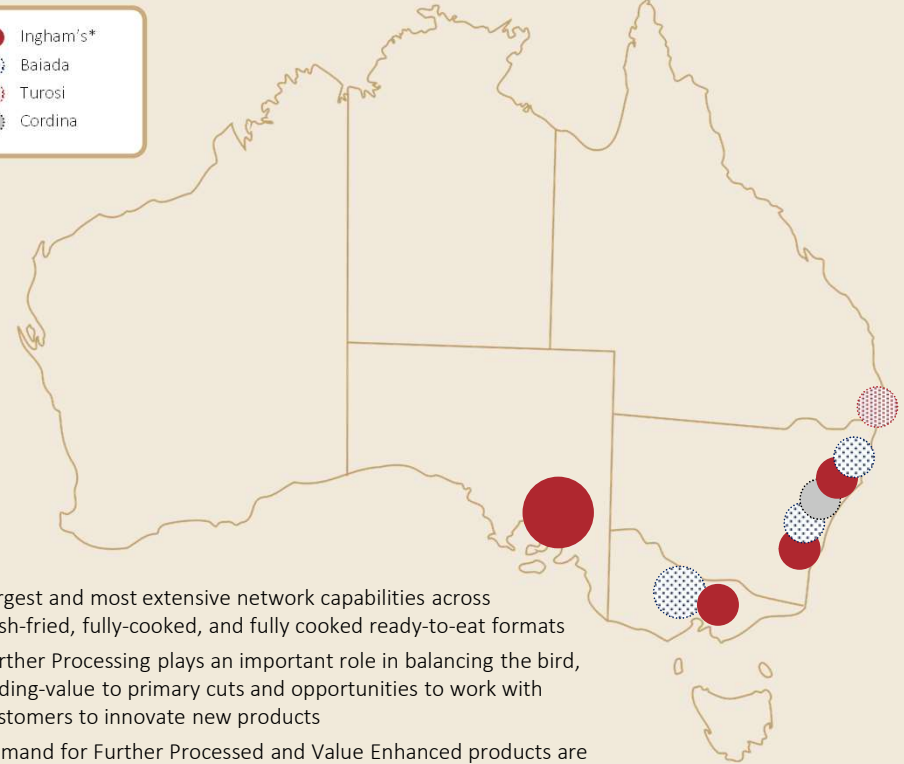 Ingham's*
Baiada
Turosi
Cordina
rgest and most extensive network capabilities across
sh-fried, fully-cooked, and fully cooked ready-to-eat formats
rther Processing plays an important role in balancing the bird,
ding-value to primary cuts and opportunities to work with
stomers to innovate new products
mand for Further Processed and Value Enhanced products are